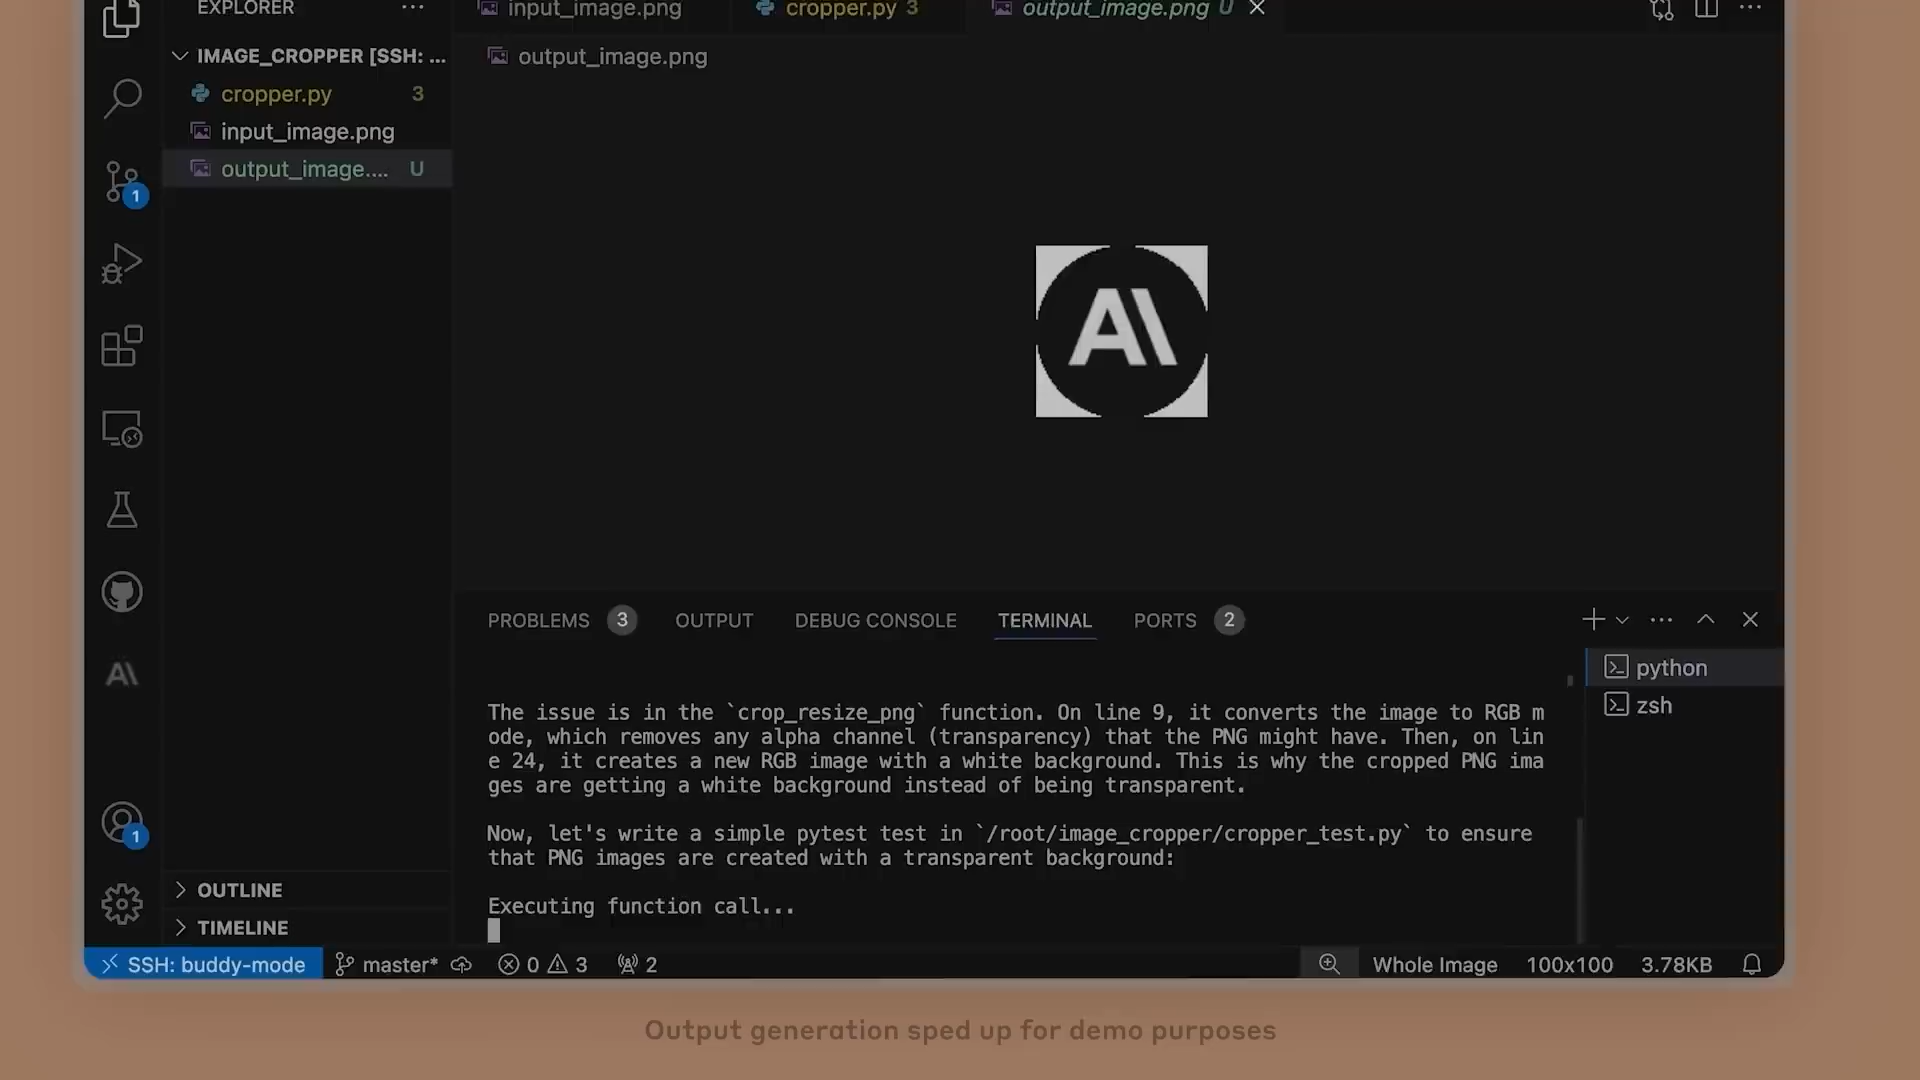 EXPLORER
input_image.png
cropper.py 3
output_image.png U
IMAGE_CROPPER [SSH: ...
output_image.png
cropper.py 3
input_image.png
output_image.... U
1
AI
PROBLEMS 3 OUTPUT DEBUG CONSOLE TERMINAL PORTS 2
python
zsh
The issue is in the `crop_resize_png` function. On line 9, it converts the image to RGB m
ode, which removes any alpha channel (transparency) that the PNG might have. Then, on lin
e 24, it creates a new RGB image with a white background. This is why the cropped PNG ima
ges are getting a white background instead of being transparent.
Now, let's write a simple pytest test in `/root/image_cropper/cropper_test.py` to ensure
that PNG images are created with a transparent background:
Executing function call...
AI
1
OUTLINE
TIMELINE
SSH: buddy-mode master* 0 3 2 Whole Image 100x100 3.78KB
Output generation sped up for demo purposes